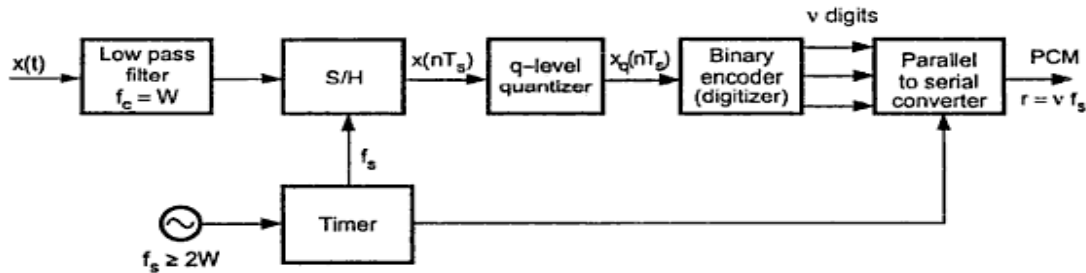 ν digits
x(t)
Low pass
filter
f_c = W
S/H
x(nT_s)
q-level
quantizer
x_q(nT_s)
Binary
encoder
(digitizer)
Parallel
to serial
converter
PCM
r = ν f_s
f_s
Timer
f_s ≥ 2W